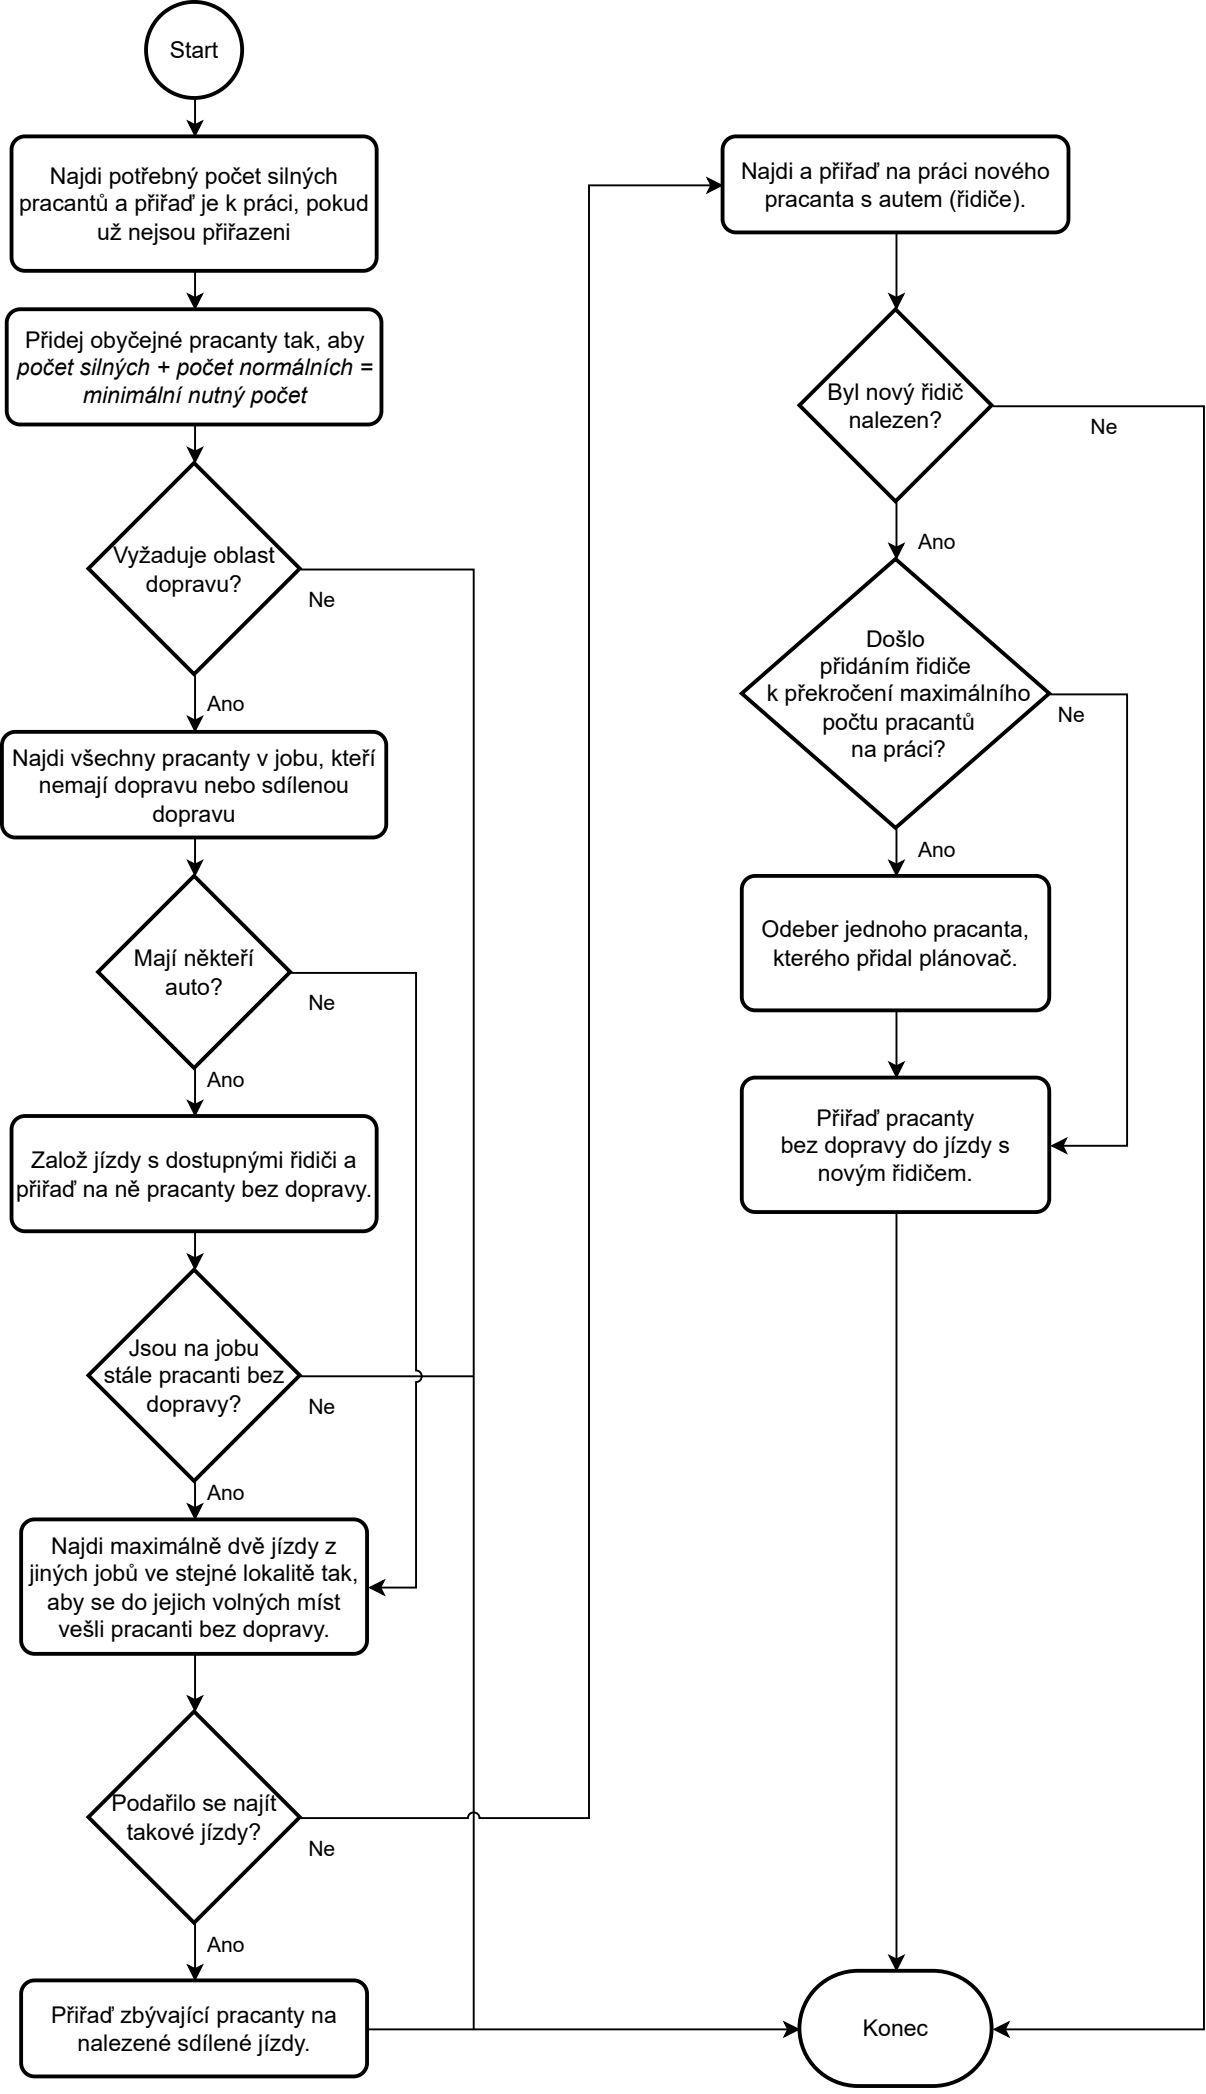 Start
Najdi potřebný počet silných
pracantů a přiřaď je k práci, pokud
už nejsou přiřazeni
Přidej obyčejné pracanty tak, aby
počet silných + počet normálních =
minimální nutný počet
Vyžaduje oblast
dopravu?
Ne
Ano
Najdi všechny pracanty v jobu, kteří
nemají dopravu nebo sdílenou
dopravu
Mají někteří
auto?
Ne
Ano
Založ jízdy s dostupnými řidiči a
přiřaď na ně pracanty bez dopravy.
Jsou na jobu
stále pracanti bez
dopravy?
Ne
Ano
Najdi maximálně dvě jízdy z
jiných jobů ve stejné lokalitě tak,
aby se do jejich volných míst
vešli pracanti bez dopravy.
Podařilo se najít
takové jízdy?
Ne
Ano
Přiřaď zbývající pracanty na
nalezené sdílené jízdy.
Najdi a přiřaď na práci nového
pracanta s autem (řidiče).
Byl nový řidič
nalezen?
Ne
Ano
Došlo
přidáním řidiče
k překročení maximálního
počtu pracantů
na práci?
Ne
Ano
Odeber jednoho pracanta,
kterého přidal plánovač.
Přiřaď pracanty
bez dopravy do jízdy s
novým řidičem.
Konec